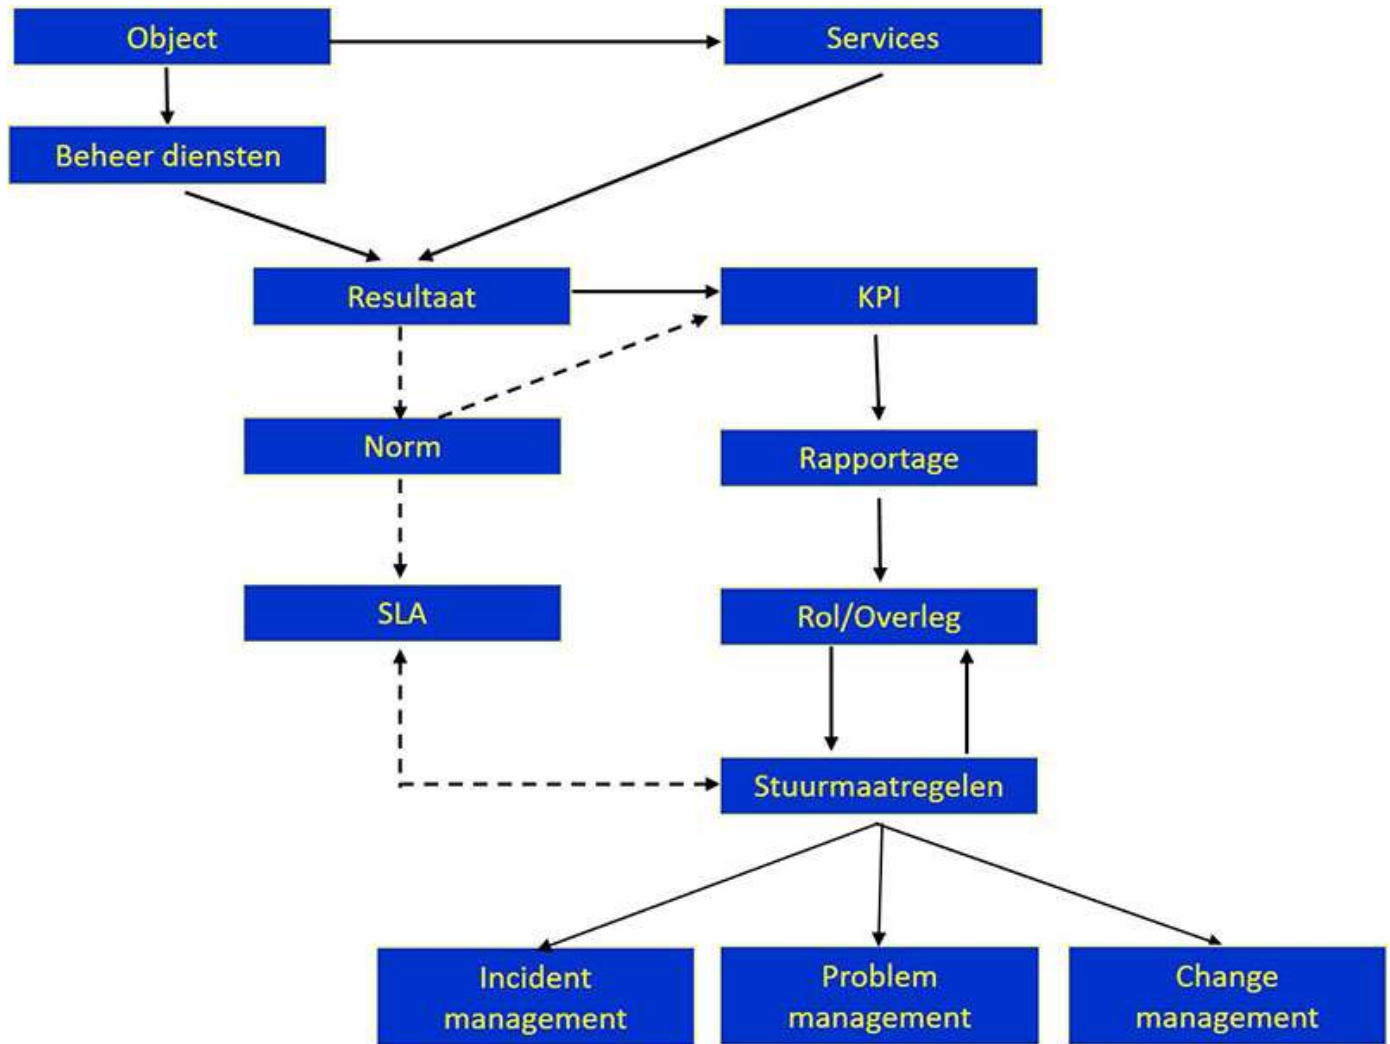 Object
Services
Beheer diensten
Resultaat
KPI
Norm
Rapportage
SLA
Rol/Overleg
Stuurmaatregelen
Incident
management
Problem
management
Change
management